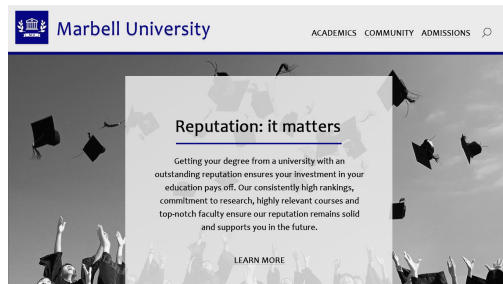 Marbell University
ACADEMICS COMMUNITY ADMISSIONS
Reputation: it matters
Getting your degree from a university with an
outstanding reputation ensures your investment in your
education pays off. Our consistently high rankings,
commitment to research, highly relevant courses and
top-notch faculty ensure our reputation remains solid
and supports you in the future.
LEARN MORE